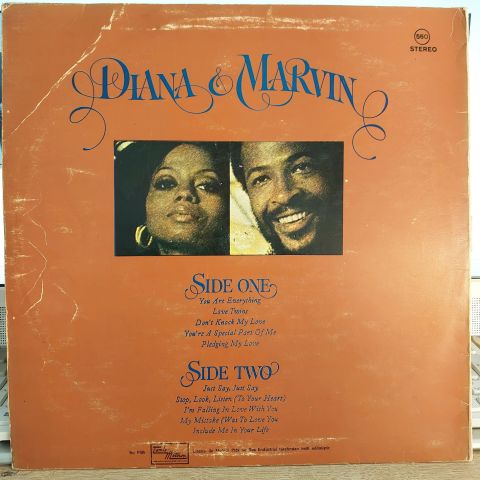 560
STEREO
DIANA & MARVIN
SIDE ONE
You Are Everything
Love Twins
Don't Knock My Love
You're A Special Part Of Me
Pledging My Love
SIDE TWO
Just Say, Just Say
Stop, Look, Listen (To Your Heart)
I'm Falling In Love With You
My Mistake (Was To Love You
Include Me In Your Life
Tamla Motown